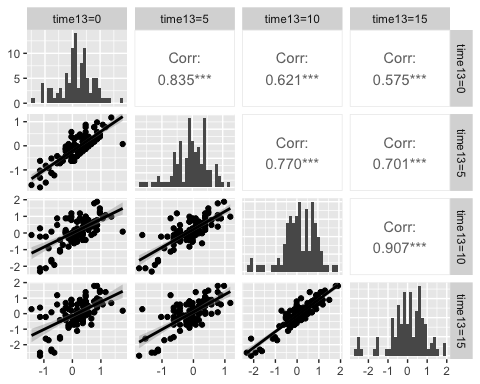 time13=0 time13=5 time13=10 time13=15
10
5
0
Corr:
0.835***
Corr:
0.621***
Corr:
0.575***
time13=0
1
0
-1
Corr:
0.770***
Corr:
0.701***
time13=5
2
1
0
-1
-2
Corr:
0.907***
time13=10
2
1
0
-1
-2
time13=15
-1 0 1 -1 0 1 -2 -1 0 1 2 -2 -1 0 1 2